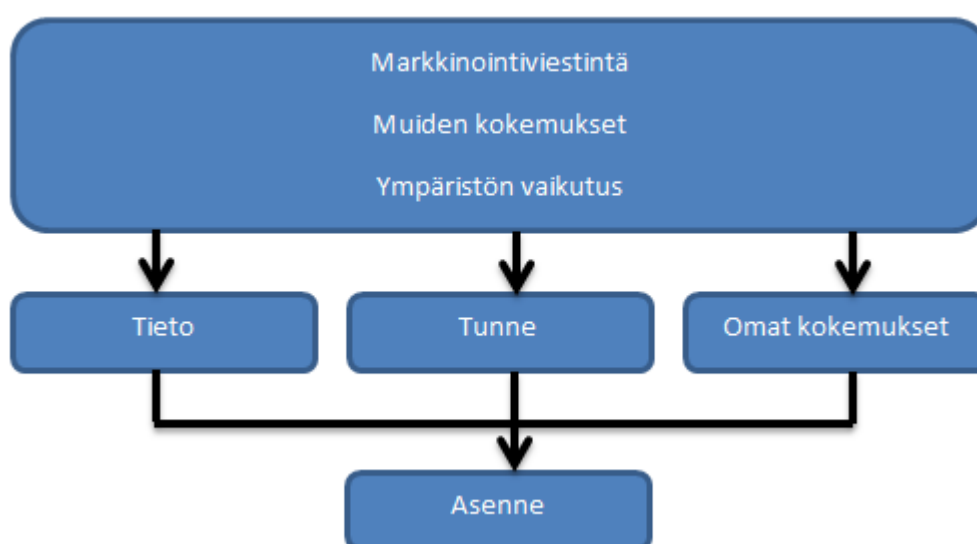 Markkinointiviestintä
Muiden kokemukset
Ympäristön vaikutus
Tieto
Tunne
Omat kokemukset
Asenne